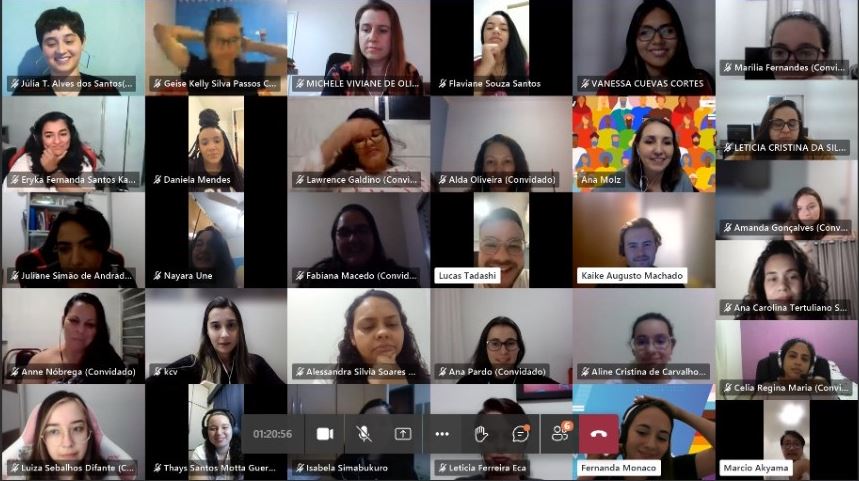 Júlia T. Alves dos Santos(...
Geise Kelly Silva Passos C...
MICHELE VIVIANE DE OLI...
Flaviane Souza Santos
VANESSA CUEVAS CORTES
Marilia Fernandes (Convi...
Eryka Fernanda Santos Ka...
Daniela Mendes
Lawrence Galdino (Convi...
Alda Oliveira (Convidado)
Ana Molz
LETICIA CRISTINA DA SIL...
Juliane Simão de Andrad...
Nayara Une
Fabiana Macedo (Convid...
Lucas Tadashi
Kaike Augusto Machado
Amanda Gonçalves (Conv...
Ana Carolina Tertuliano S...
Anne Nóbrega (Convidado)
kcv
Alessandra Silvia Soares ...
Ana Pardo (Convidado)
Aline Cristina de Carvalho...
Celia Regina Maria (Convi...
01:20:56
6
Luiza Sebalhos Difante (C...
Thays Santos Motta Guer...
Isabela Simabukuro
Leticia Ferreira Eca
Fernanda Monaco
Marcio Akyama